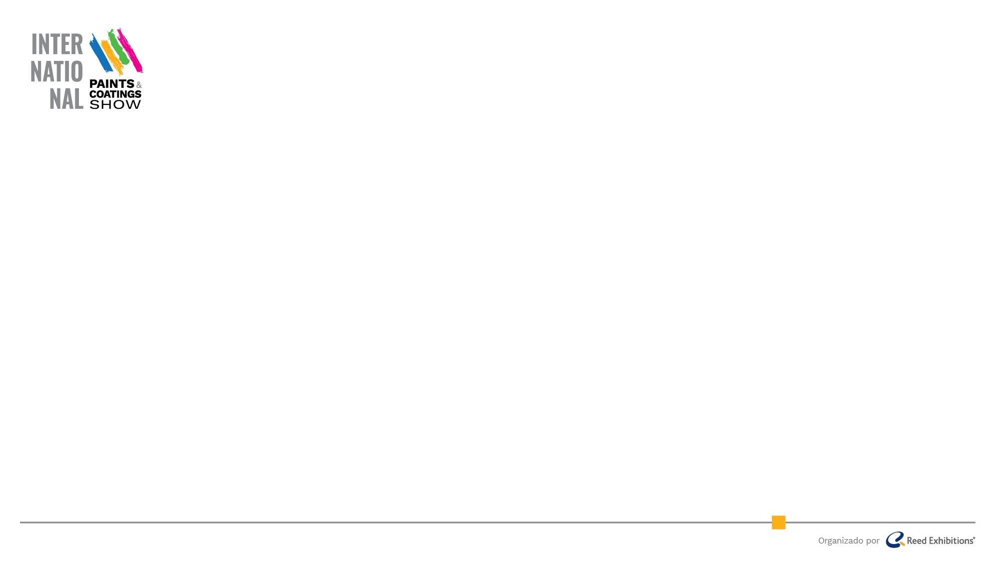 INTER
NATIO
NAL
PAINTS &
COATINGS
SHOW
Organizado por Reed Exhibitions®